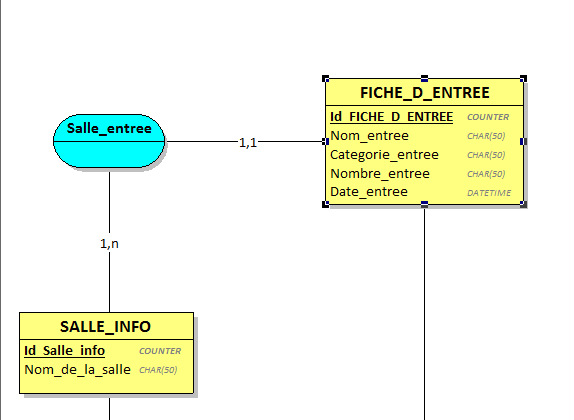 FICHE_D_ENTREE
Id_FICHE_D_ENTREE COUNTER
Nom_entree CHAR(50)
Categorie_entree CHAR(50)
Nombre_entree CHAR(50)
Date_entree DATETIME
Salle_entree
1,1
1,n
SALLE_INFO
Id_Salle_info COUNTER
Nom_de_la_salle CHAR(50)